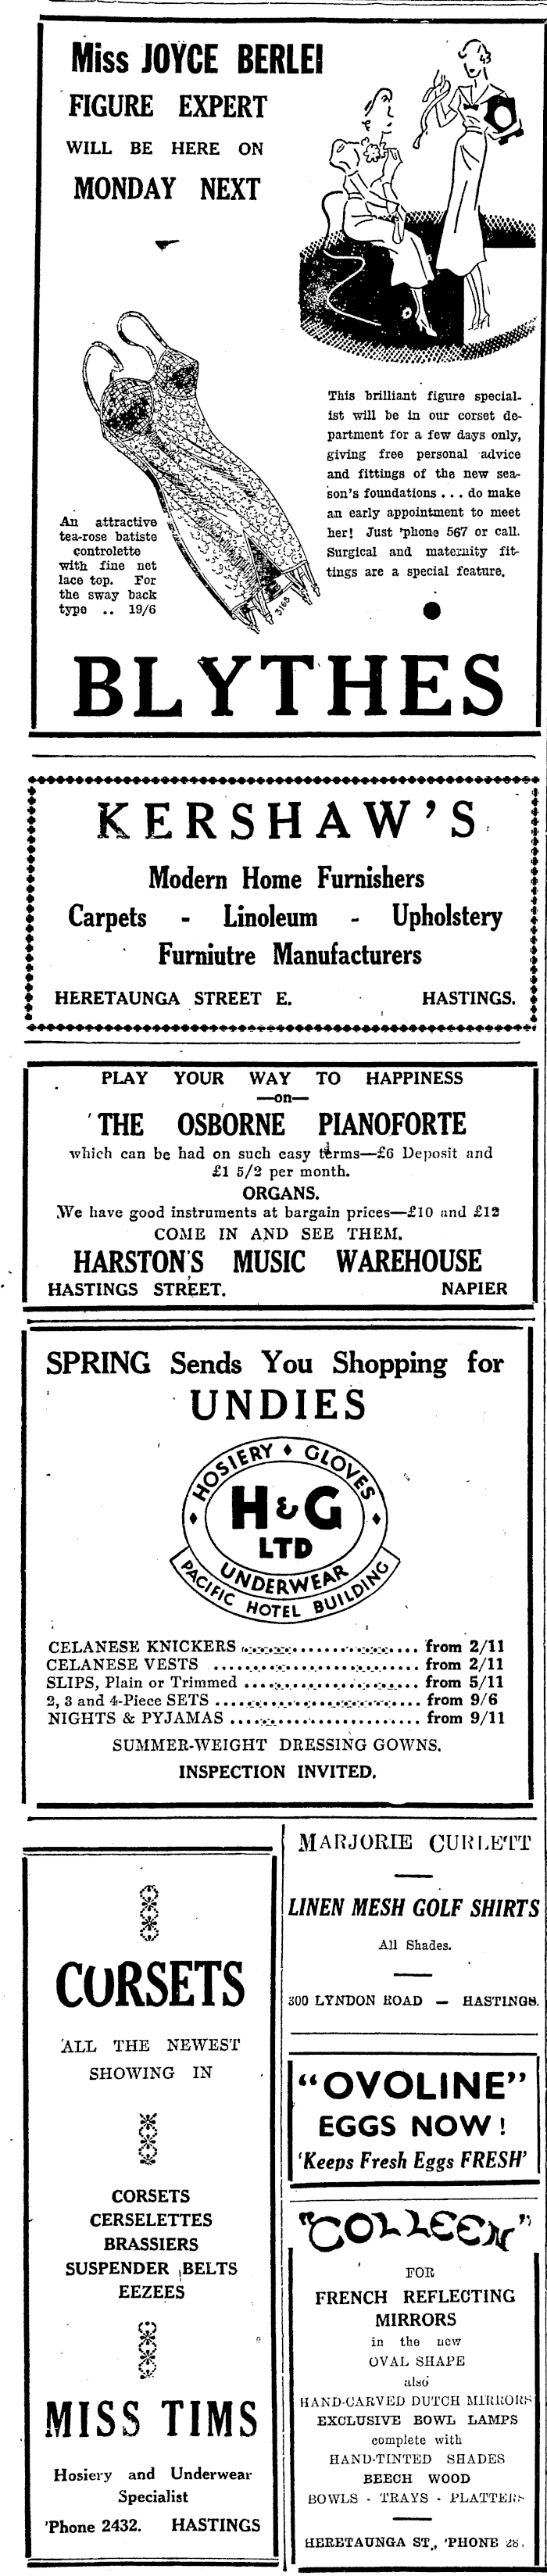 Miss JOYCE BERLEI
FIGURE EXPERT
WILL BE HERE ON
MONDAY NEXT
This brilliant figure special-
ist will be in our corset de-
partment for a few days only,
giving free personal advice
and fittings of the new sea-
son's foundations . . . do make
an early appointment to meet
her! Just 'phone 567 or call.
Surgical and maternity fit-
tings are a special feature.
An attractive
tea-rose batiste
controlette
with fine net
lace top. For
the sway back
type .. 19/6
3168
BLYTHES
KERSHAW'S
Modern Home Furnishers
Carpets - Linoleum - Upholstery
Furniutre Manufacturers
HERETAUNGA STREET E. HASTINGS.
PLAY YOUR WAY TO HAPPINESS
—on—
THE OSBORNE PIANOFORTE
which can be had on such easy terms—£6 Deposit and
£1 5/2 per month.
ORGANS.
We have good instruments at bargain prices—£10 and £12
COME IN AND SEE THEM.
HARSTON'S MUSIC WAREHOUSE
HASTINGS STREET. NAPIER
SPRING Sends You Shopping for
UNDIES
HOSIERY ♦ GLOVES
H & G
LTD
UNDERWEAR
PACIFIC HOTEL BUILDING
CELANESE KNICKERS .................... from 2/11
CELANESE VESTS .................... from 2/11
SLIPS, Plain or Trimmed .................... from 5/11
2, 3 and 4-Piece SETS .................... from 9/6
NIGHTS & PYJAMAS .................... from 9/11
SUMMER-WEIGHT DRESSING GOWNS.
INSPECTION INVITED.
CORSETS
ALL THE NEWEST
SHOWING IN
CORSETS
CERSELETTES
BRASSIERS
SUSPENDER BELTS
EEZEES
MISS TIMS
Hosiery and Underwear
Specialist
'Phone 2432. HASTINGS
MARJORIE CURLETT
LINEN MESH GOLF SHIRTS
All Shades.
300 LYNDON ROAD — HASTINGS.
"OVOLINE"
EGGS NOW!
'Keeps Fresh Eggs FRESH'
"COLLEEN"
FOR
FRENCH REFLECTING
MIRRORS
in the new
OVAL SHAPE
also
HAND-CARVED DUTCH MIRRORS
EXCLUSIVE BOWL LAMPS
complete with
HAND-TINTED SHADES
BEECH WOOD
BOWLS - TRAYS - PLATTERS
HERETAUNGA ST., 'PHONE